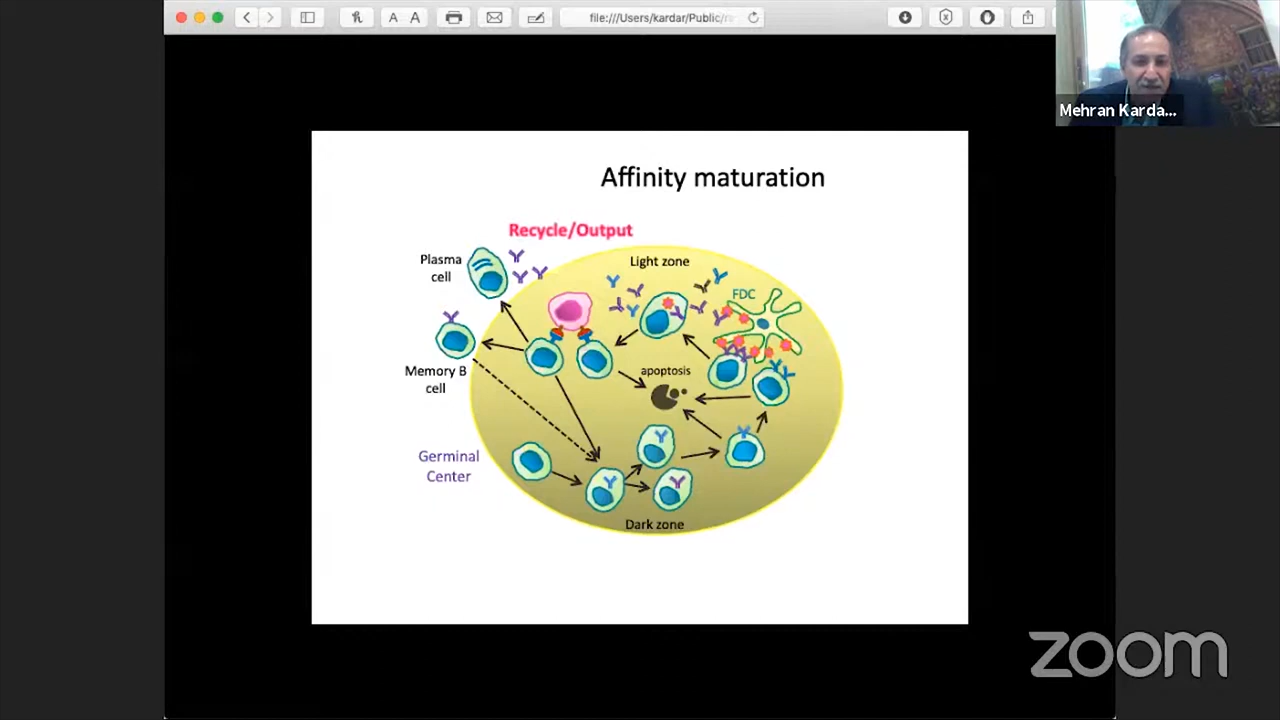 A A
file:///Users/kardar/Public/
Mehran Karda...
Affinity maturation
Recycle/Output
Plasma
cell
Light zone
FDC
Memory B
cell
apoptosis
Germinal
Center
Dark zone
zoom